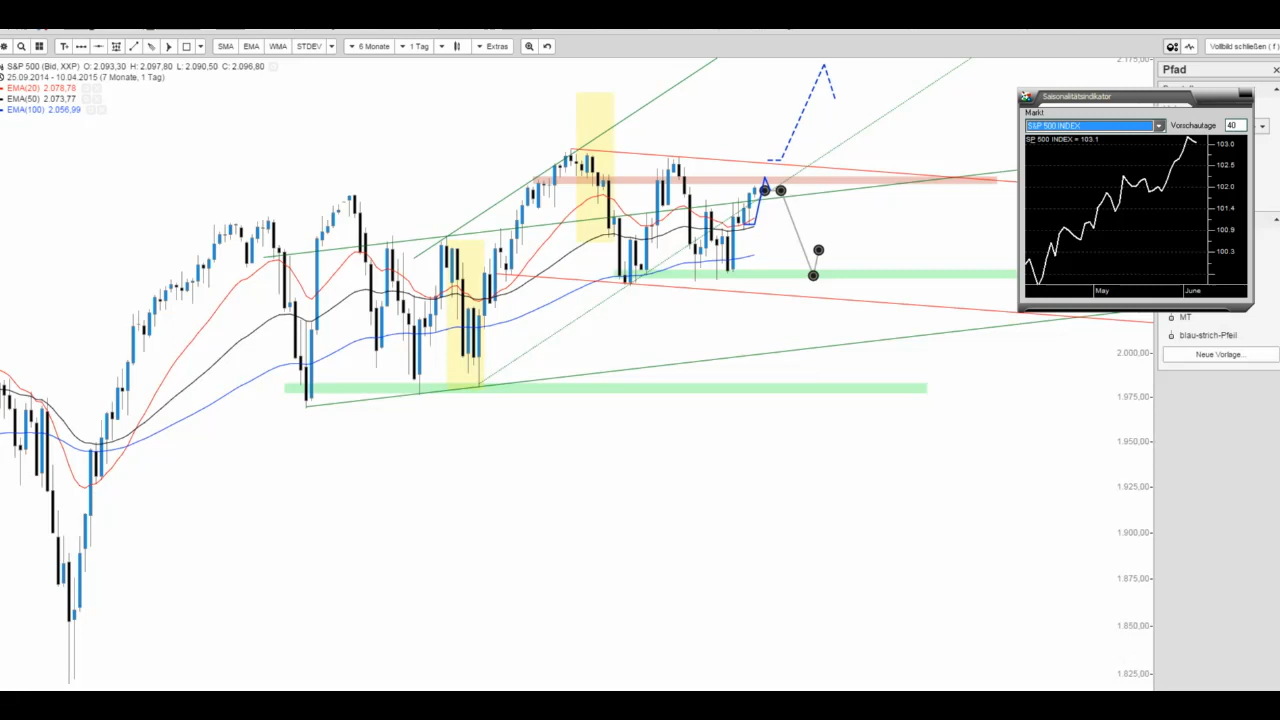 T SMA EMA WMA STDEV 6 Monate 1 Tag Extras Vollbild schließen ( f )
S&P 500 (Bid, XXP) O: 2.093,30 H: 2.097,80 L: 2.090,50 C: 2.096,80
25.09.2014 - 10.04.2015 (7 Monate, 1 Tag)
EMA(20) 2.078,78
EMA(50) 2.073,77
EMA(100) 2.056,99
2.175,00
Pfad
Saisonalitätsindikator
Markt
S&P 500 INDEX Vorschautage 40
SP 500 INDEX = 103.1
103.0
102.5
102.0
101.4
100.9
100.3
May June
MT
blau-strich-Pfeil
Neue Vorlage...
2.000,00
1.975,00
1.950,00
1.925,00
1.900,00
1.875,00
1.850,00
1.825,00